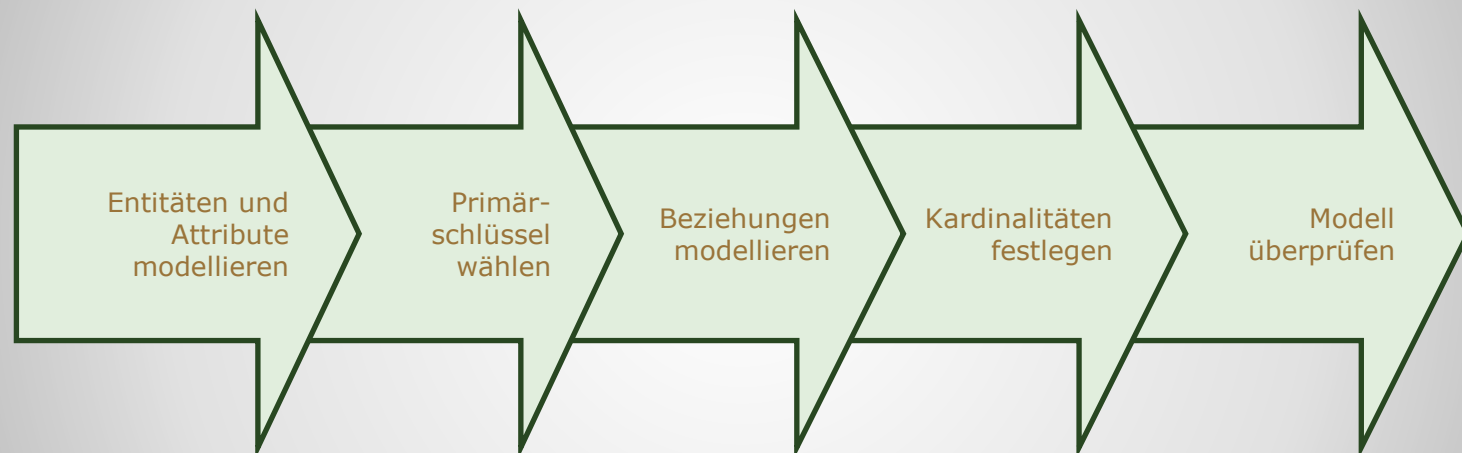 Entitäten und
Attribute
modellieren
Primär-
schlüssel
wählen
Beziehungen
modellieren
Kardinalitäten
festlegen
Modell
überprüfen